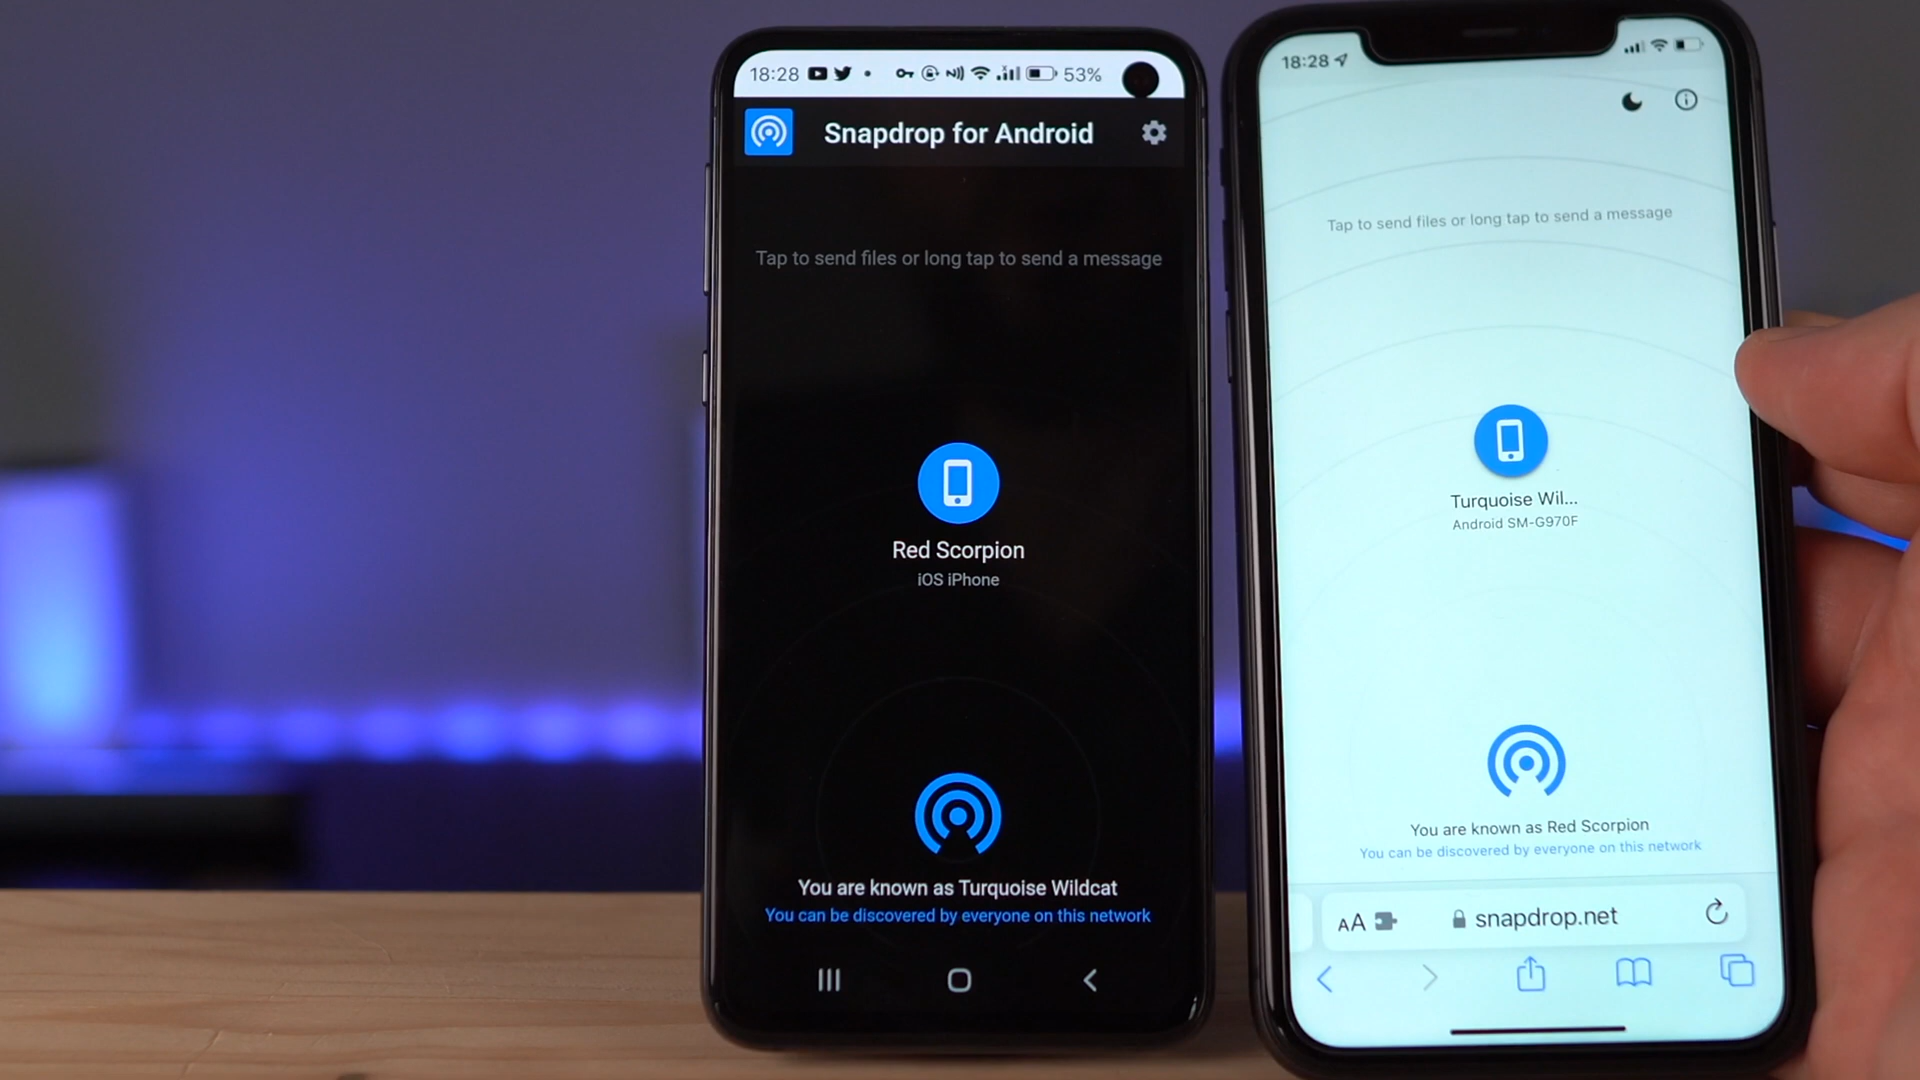 18:28 53%
Snapdrop for Android
Tap to send files or long tap to send a message
Red Scorpion
iOS iPhone
You are known as Turquoise Wildcat
You can be discovered by everyone on this network
18:28
Tap to send files or long tap to send a message
Turquoise Wil...
Android SM-G970F
You are known as Red Scorpion
You can be discovered by everyone on this network
AA snapdrop.net